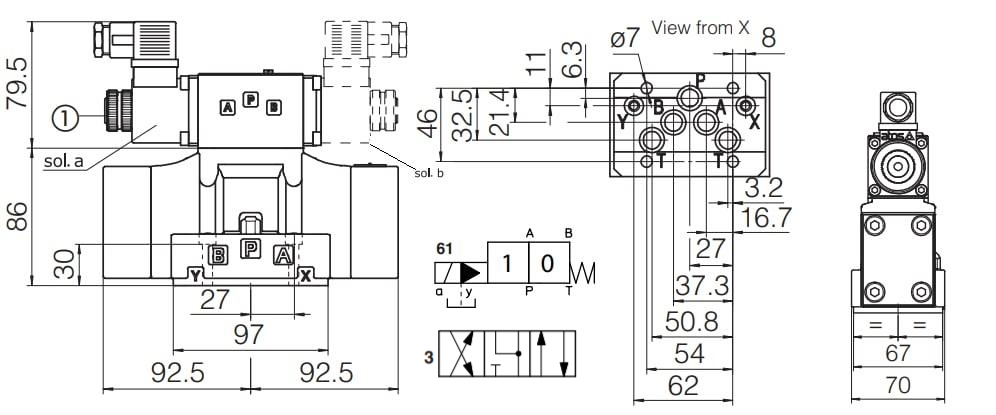 79.5
86
30
1
sol. a
sol. b
A P B
B P A
Y X
27
97
92.5 92.5
View from X
ø7
8
11
6.3
46
32.5
21.4
P
B A
Y X
T T
3.2
16.7
27
37.3
50.8
54
62
61
A B
1 0
a y P T
3
T
atos
= =
67
70